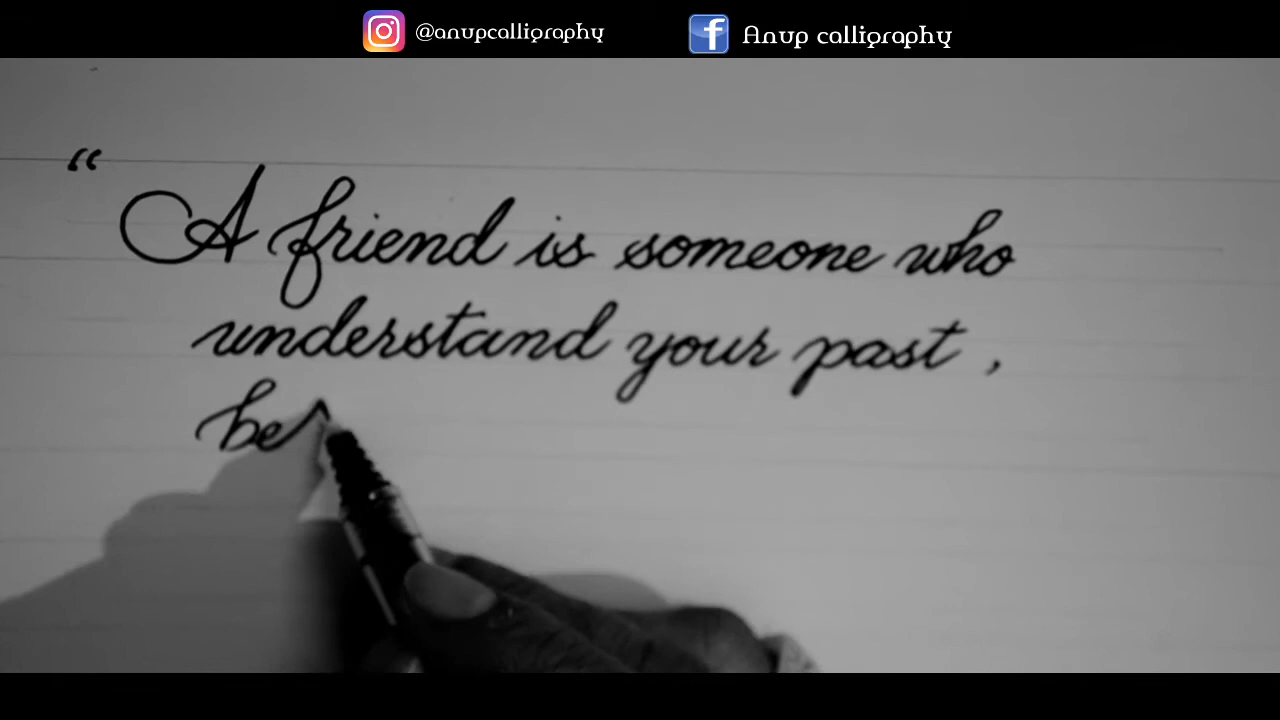 @anupcalligraphy
Anup calligraphy
“ A friend is someone who
understand your past ,
be